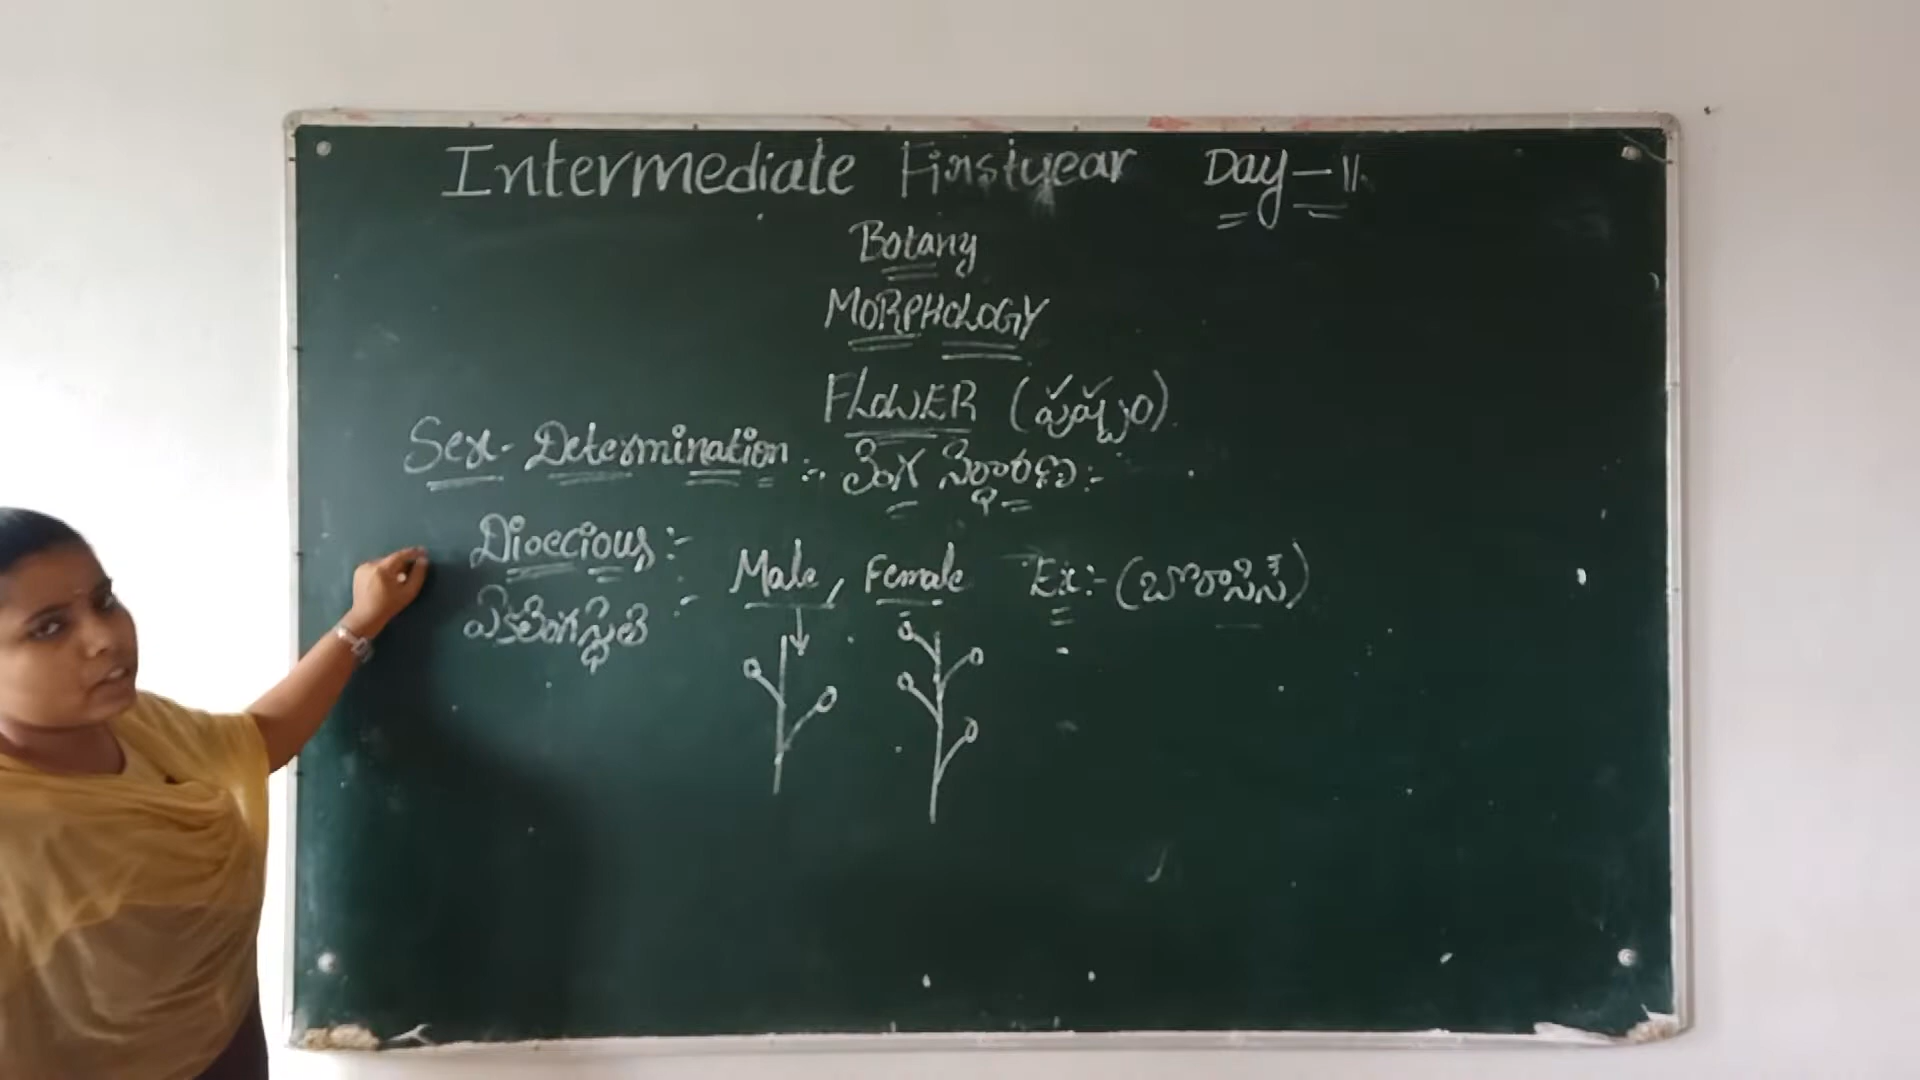 Intermediate Firstyear Day-11
Botany
MORPHOLOGY
FLOWER (పుష్పం)
Sex-Determination :- లింగ నిర్ధారణ:-
Dioecious:-
Male, Female Ex:- (బొరాసిస్)
ఏకలింగస్థితి :-